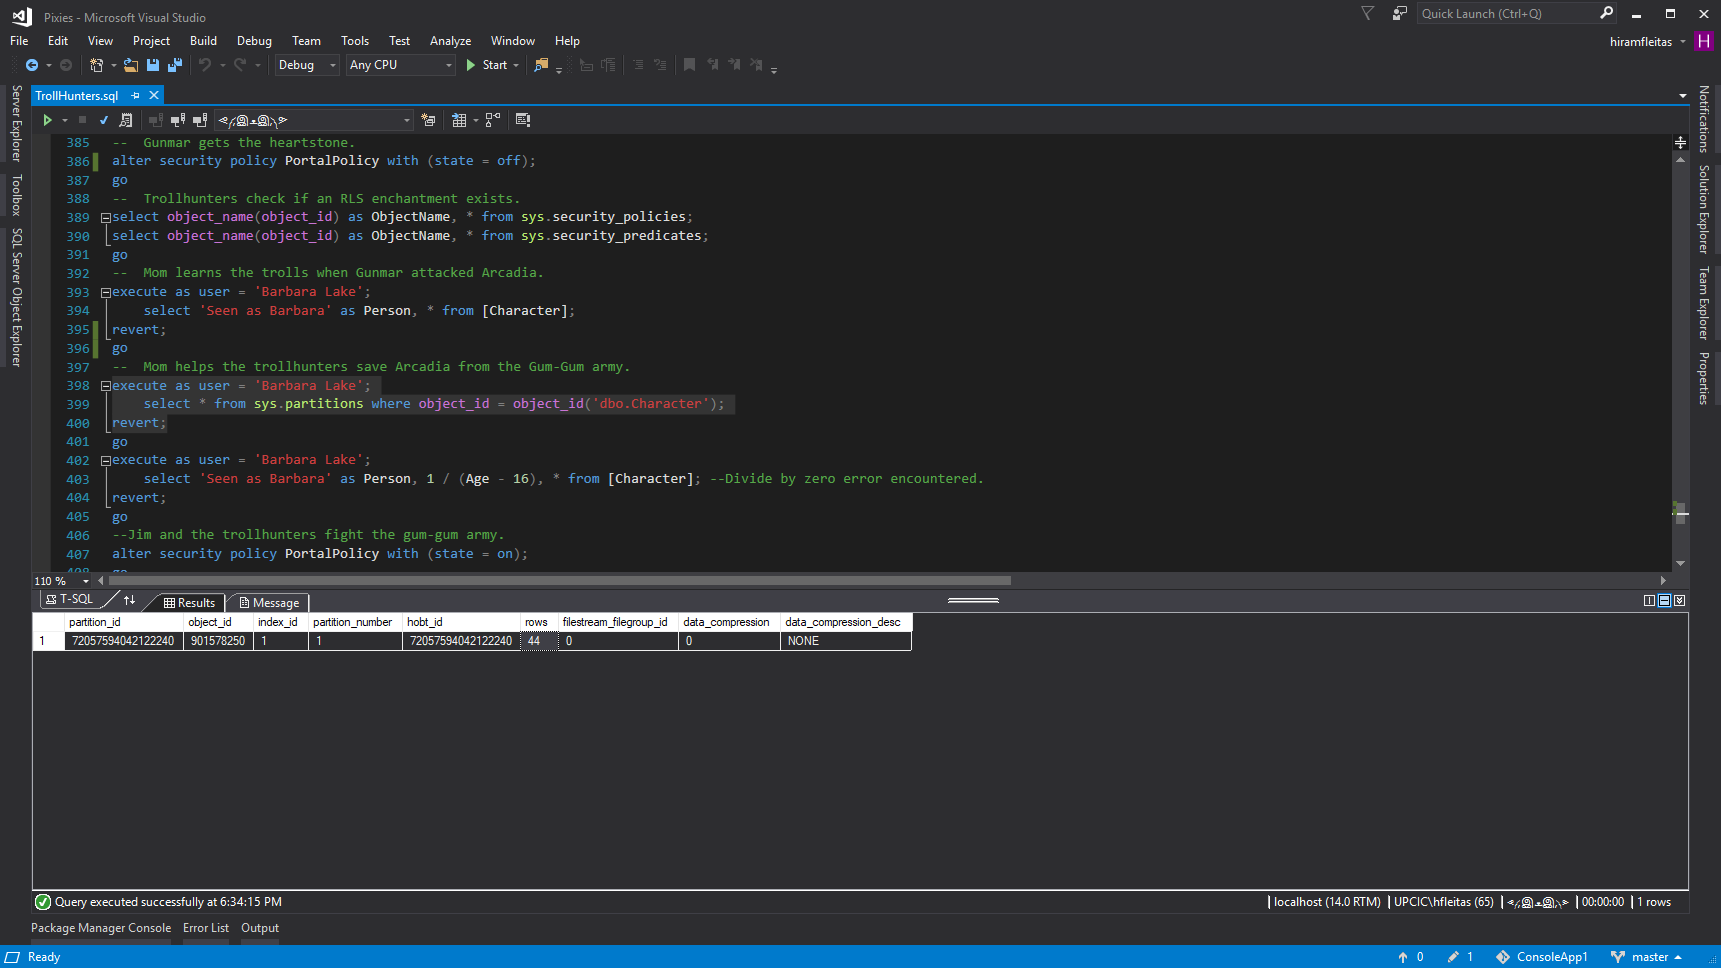 Pixies - Microsoft Visual Studio
Quick Launch (Ctrl+Q)
File Edit View Project Build Debug Team Tools Test Analyze Window Help
hiramfleitas H
Debug Any CPU Start
TrollHunters.sql
Server Explorer
Toolbox
SQL Server Object Explorer
Notifications
Solution Explorer
Team Explorer
Properties
385 -- Gunmar gets the heartstone.
386 alter security policy PortalPolicy with (state = off);
387 go
388 -- Trollhunters check if an RLS enchantment exists.
389 select object_name(object_id) as ObjectName, * from sys.security_policies;
390 select object_name(object_id) as ObjectName, * from sys.security_predicates;
391 go
392 -- Mom learns the trolls when Gunmar attacked Arcadia.
393 execute as user = 'Barbara Lake';
394 select 'Seen as Barbara' as Person, * from [Character];
395 revert;
396 go
397 -- Mom helps the trollhunters save Arcadia from the Gum-Gum army.
398 execute as user = 'Barbara Lake';
399 select * from sys.partitions where object_id = object_id('dbo.Character');
400 revert;
401 go
402 execute as user = 'Barbara Lake';
403 select 'Seen as Barbara' as Person, 1 / (Age - 16), * from [Character]; --Divide by zero error encountered.
404 revert;
405 go
406 --Jim and the trollhunters fight the gum-gum army.
407 alter security policy PortalPolicy with (state = on);
408 go
110 %
T-SQL Results Message
partition_id object_id index_id partition_number hobt_id rows filestream_filegroup_id data_compression data_compression_desc
1 72057594042122240 901578250 1 1 72057594042122240 44 0 0 NONE
Query executed successfully at 6:34:15 PM
localhost (14.0 RTM) UPCIC\hfleitas (65) 00:00:00 1 rows
Package Manager Console Error List Output
Ready
0 1 ConsoleApp1 master